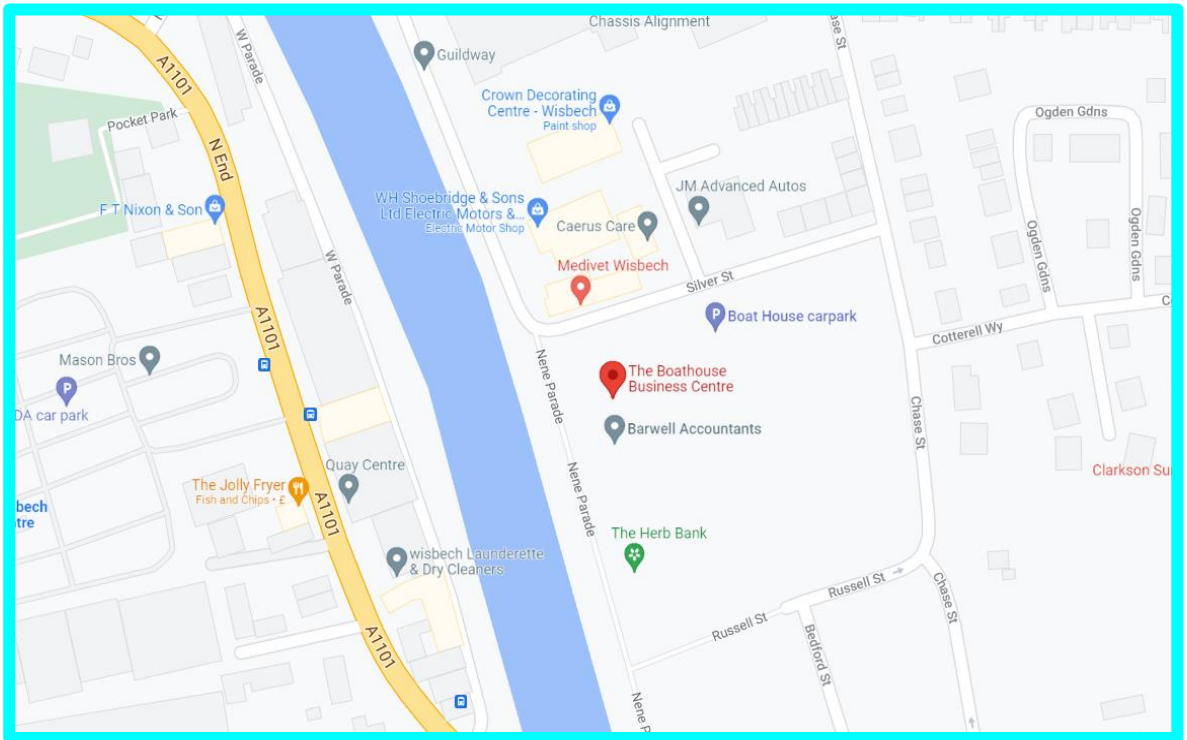 Chassis Alignment
W Parade
ase St
A1101
Guildway
Crown Decorating
Centre - Wisbech
Paint shop
Pocket Park
Ogden Gdns
N End
JM Advanced Autos
WH Shoebridge & Sons
Ltd Electric Motors &...
Electric Motor Shop
F T Nixon & Son
Caerus Care
Ogden Gdns
Ogden Gdns
W Parade
Medivet Wisbech
Silver St
Boat House carpark
A1101
Cotterell Wy
C
Mason Bros
Nene Parade
The Boathouse
Business Centre
P
OA car park
Chase St
Barwell Accountants
Quay Centre
Clarkson Su
The Jolly Fryer
Fish and Chips • £
Nene Parade
A1101
bech
tre
The Herb Bank
wisbech Launderette
& Dry Cleaners
Russell St
Chase St
Russell St
Bedford St
A1101
Nene P